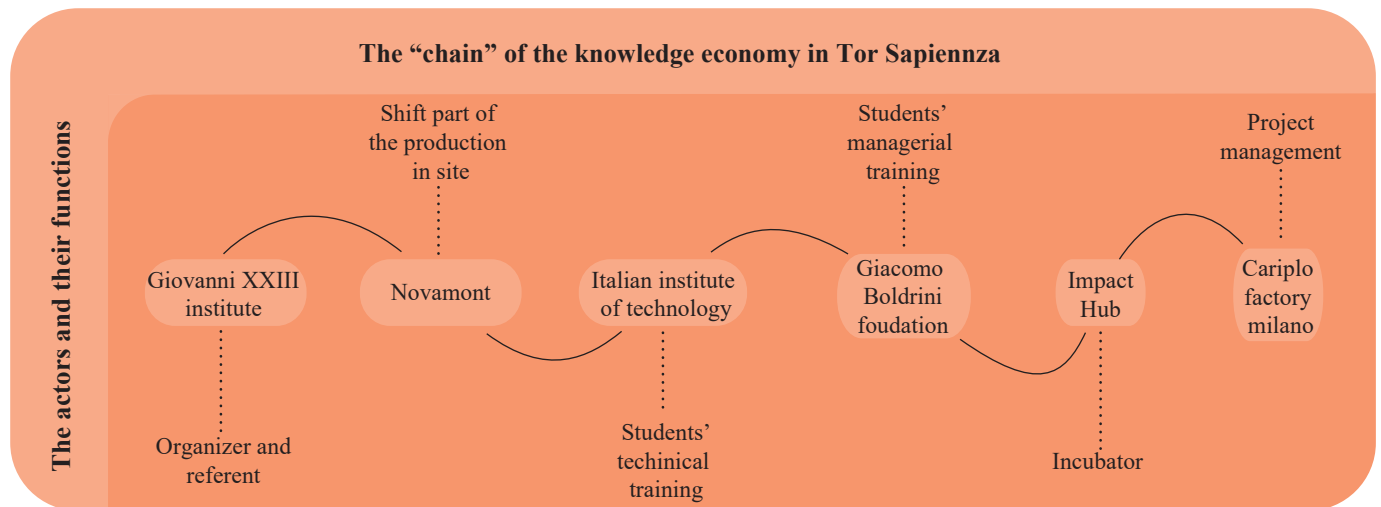 The “chain” of the knowledge economy in Tor Sapiennza
The actors and their functions
Shift part of
the production
in site
Students’
managerial
training
Project
management
Giovanni XXIII
institute
Novamont
Italian institute
of technology
Giacomo
Boldrini
foudation
Impact
Hub
Cariplo
factory
milano
Organizer and
referent
Students’
techinical
training
Incubator